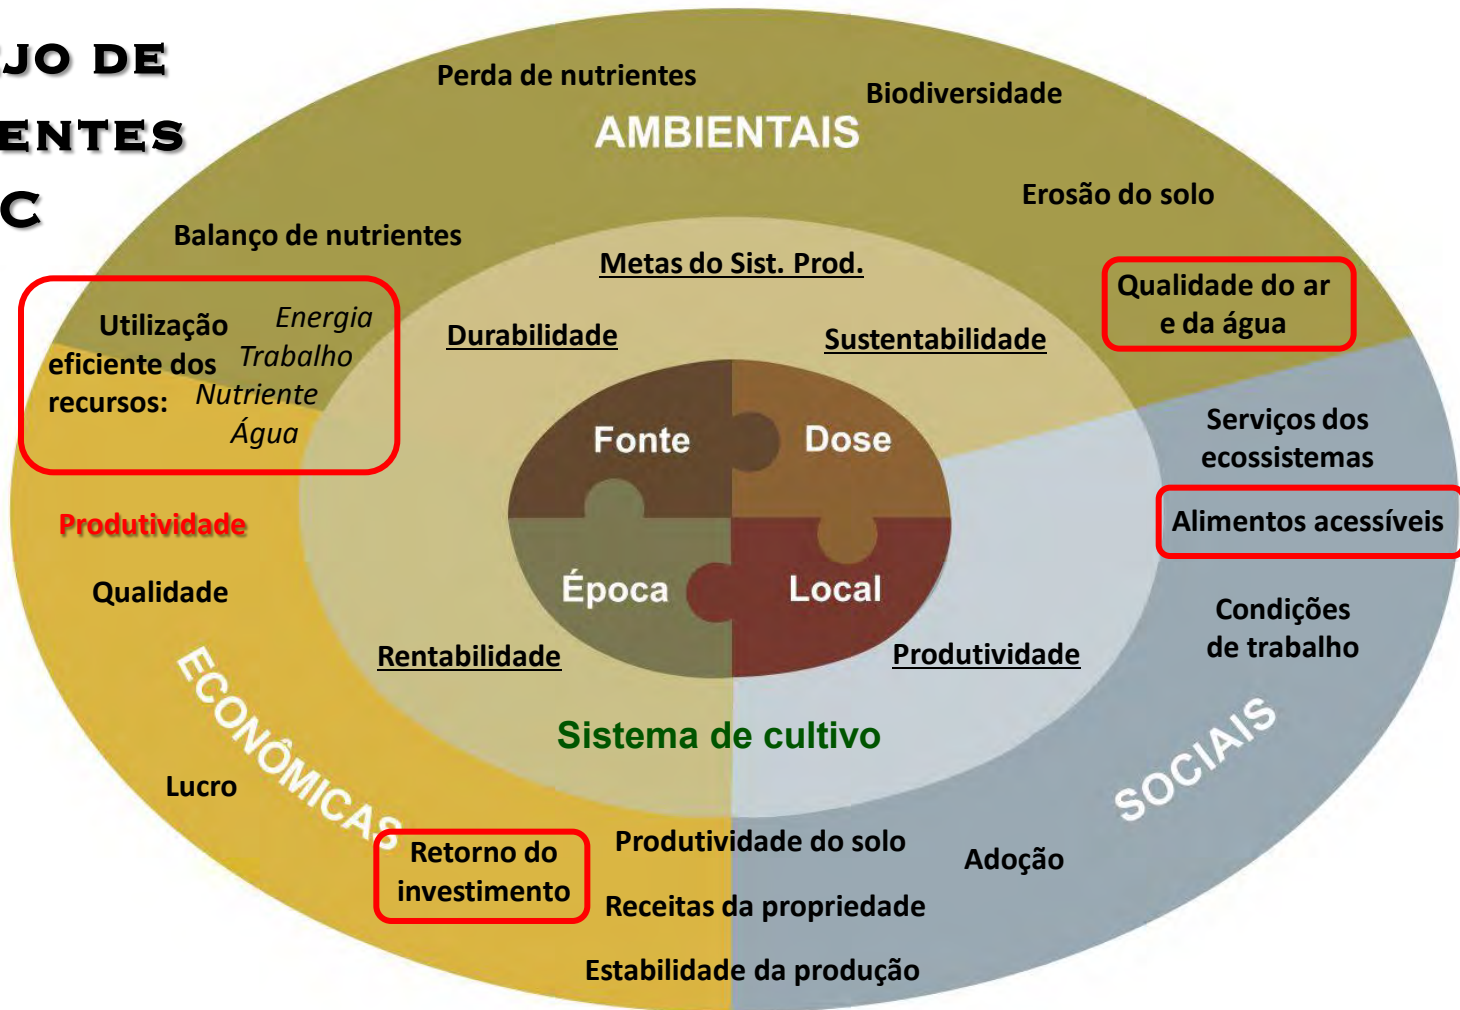 JO DE
ENTES
C
Perda de nutrientes
Biodiversidade
AMBIENTAIS
Erosão do solo
Balanço de nutrientes
Metas do Sist. Prod.
Qualidade do ar
e da água
Utilização
eficiente dos
recursos:
Energia
Trabalho
Nutriente
Água
Durabilidade
Sustentabilidade
Fonte
Dose
Serviços dos
ecossistemas
Produtividade
Alimentos acessíveis
Qualidade
Época
Local
Condições
de trabalho
Rentabilidade
Produtividade
ECONÔMICAS
Sistema de cultivo
SOCIAIS
Lucro
Retorno do
investimento
Produtividade do solo
Adoção
Receitas da propriedade
Estabilidade da produção